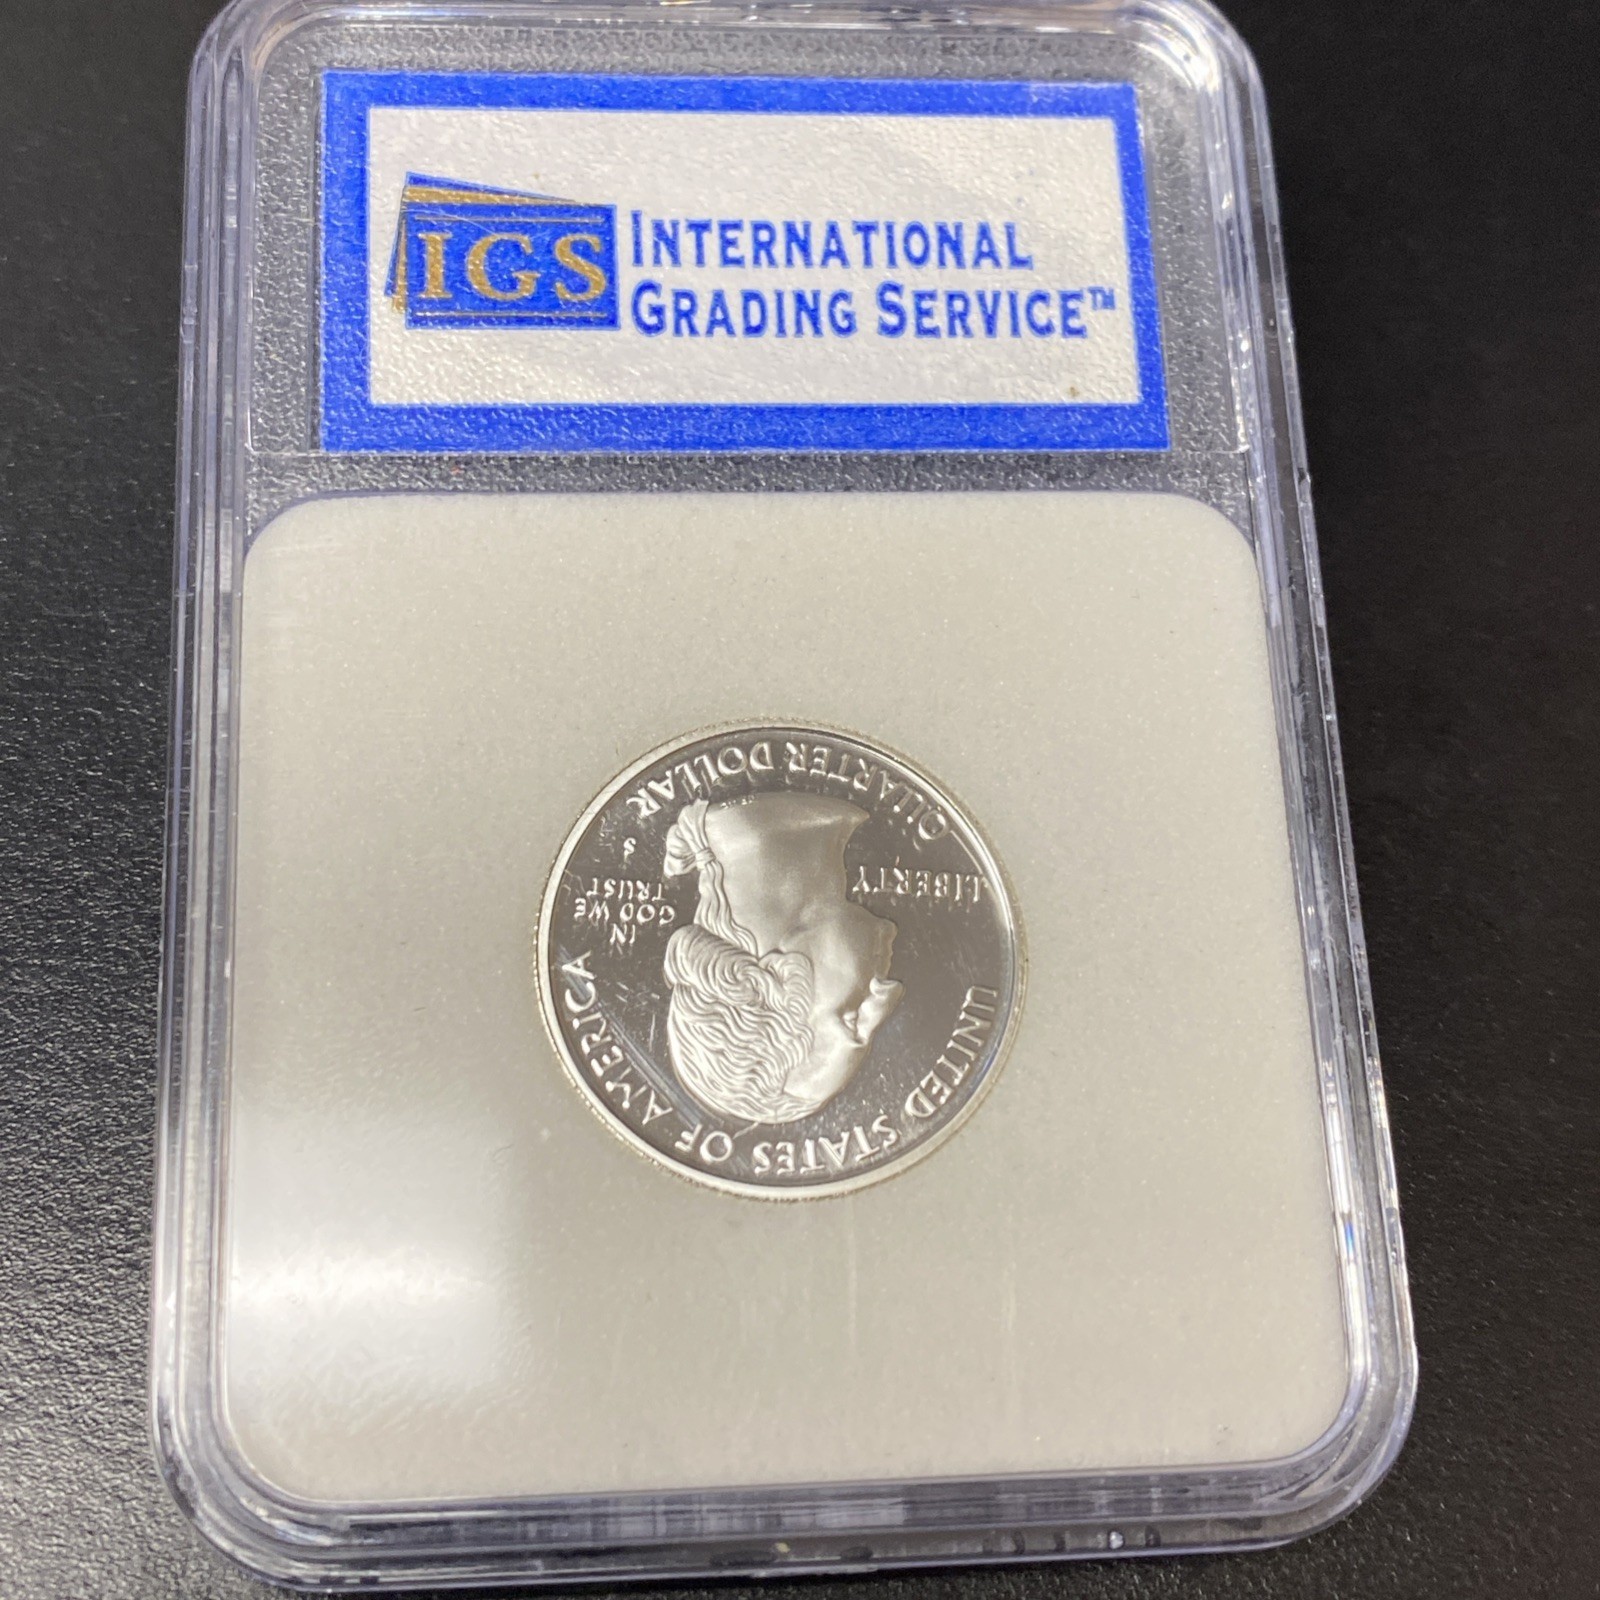 IGS
INTERNATIONAL
GRADING SERVICE™
UNITED STATES OF AMERICA
LIBERTY
IN
GOD WE
TRUST
S
QUARTER DOLLAR